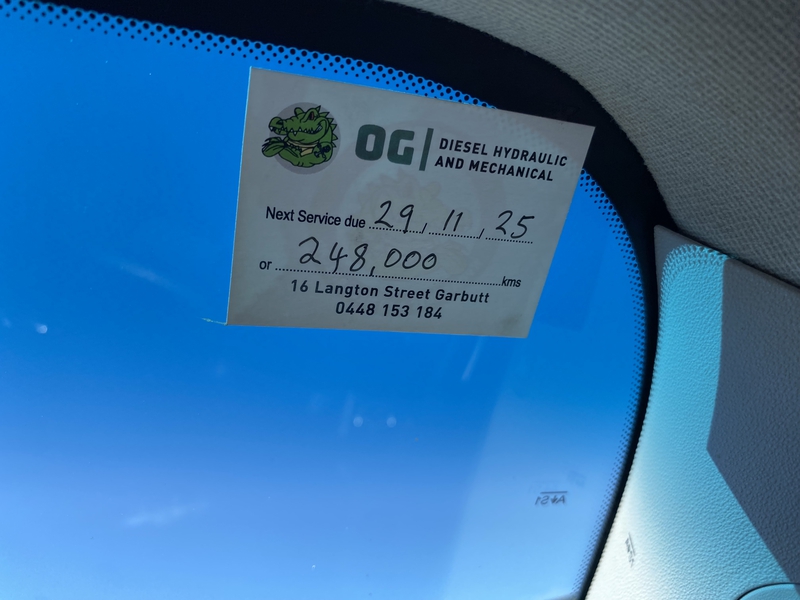 OG
DIESEL HYDRAULIC
AND MECHANICAL
Next Service due 29/11/25
or 248,000 kms
16 Langton Street Garbutt
0448 153 184